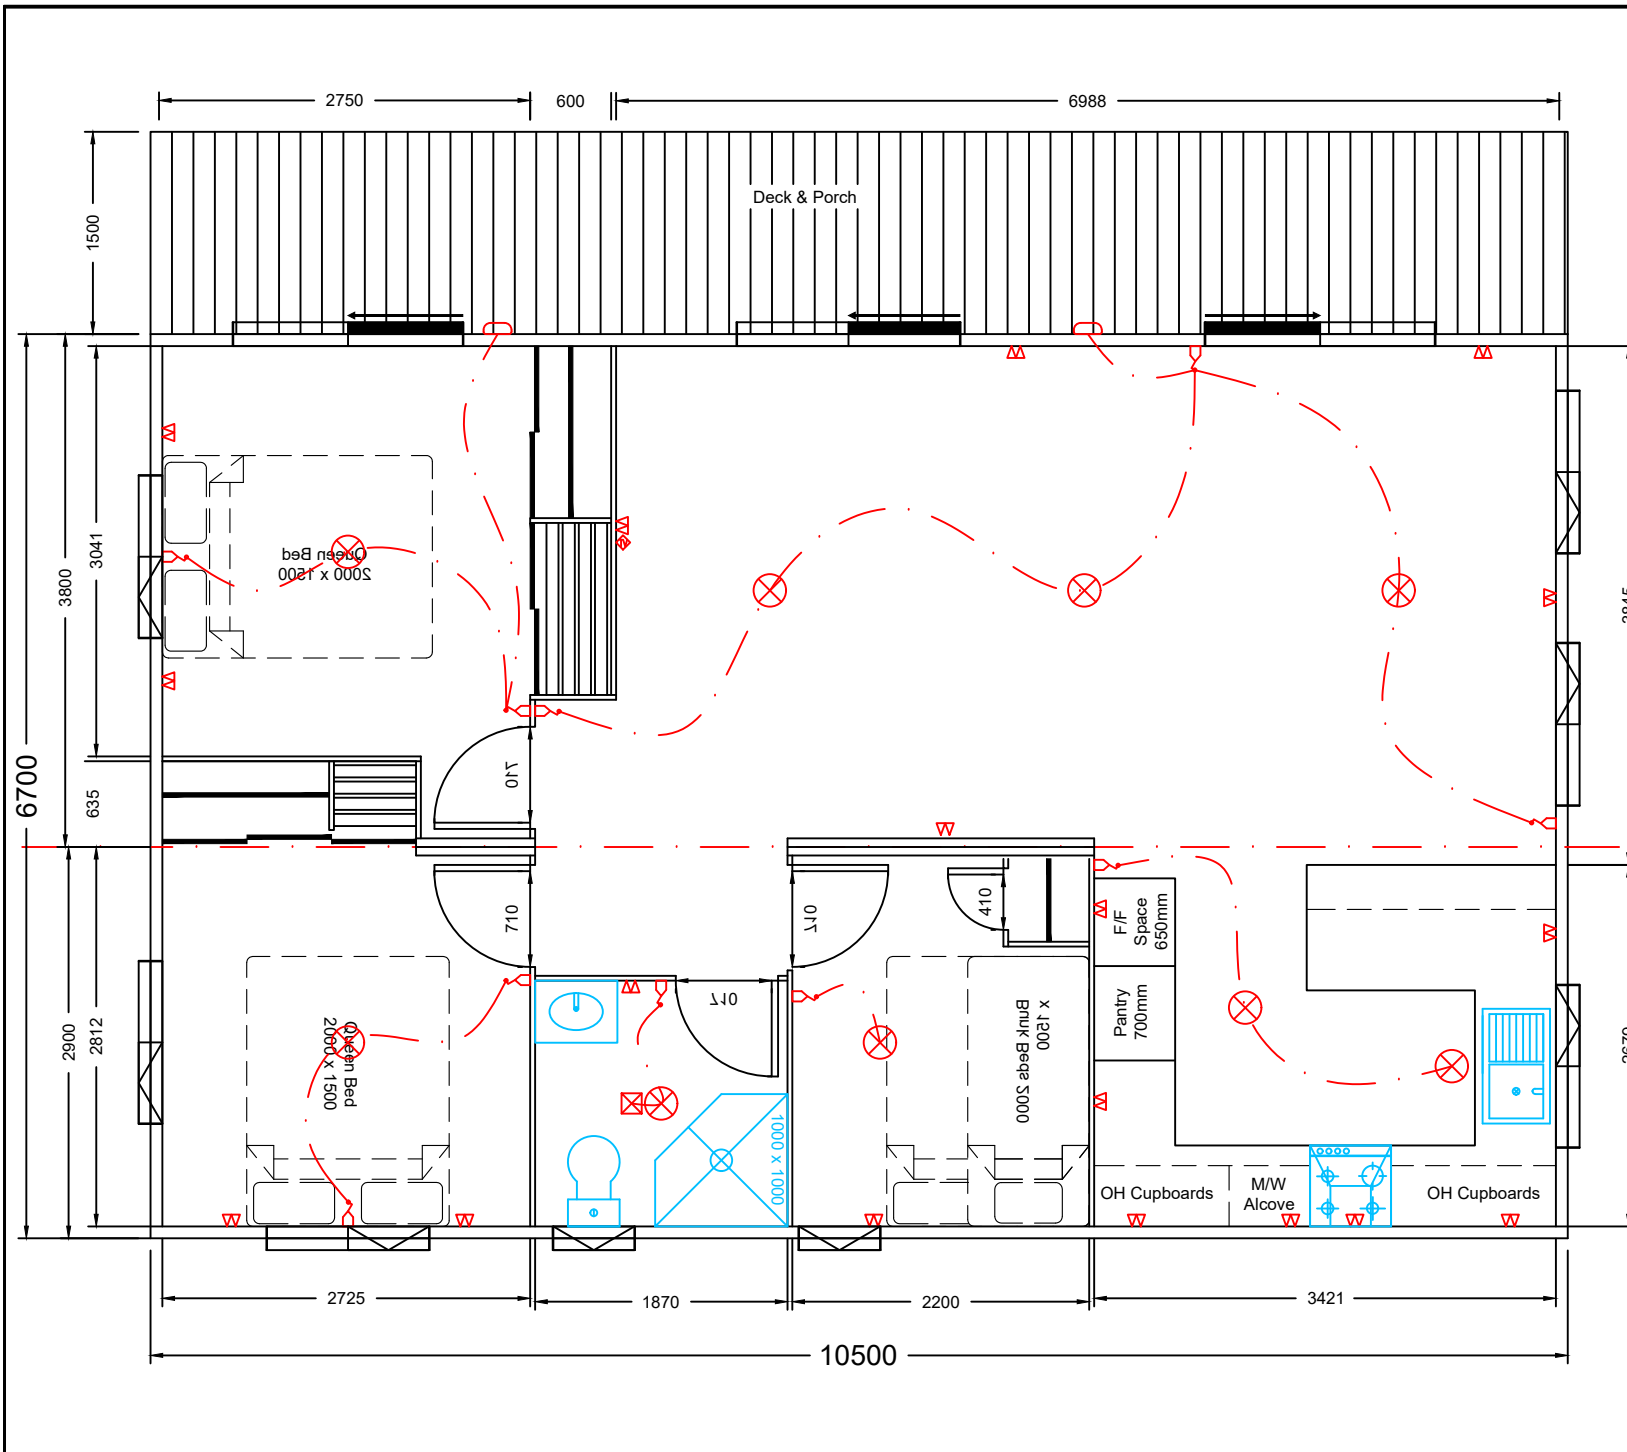 2750
600
6988
1500
Deck & Porch
6700
3800
3041
635
2900
2812
Queen Bed
2000 x 1500
710
710
710
410
710
F/F
Space
650mm
Pantry
700mm
Queen Bed
2000 x 1500
Bunk Beds 2000
x 1500
1000 x 1000
OH Cupboards
M/W
Alcove
OH Cupboards
2725
1870
2200
3421
10500